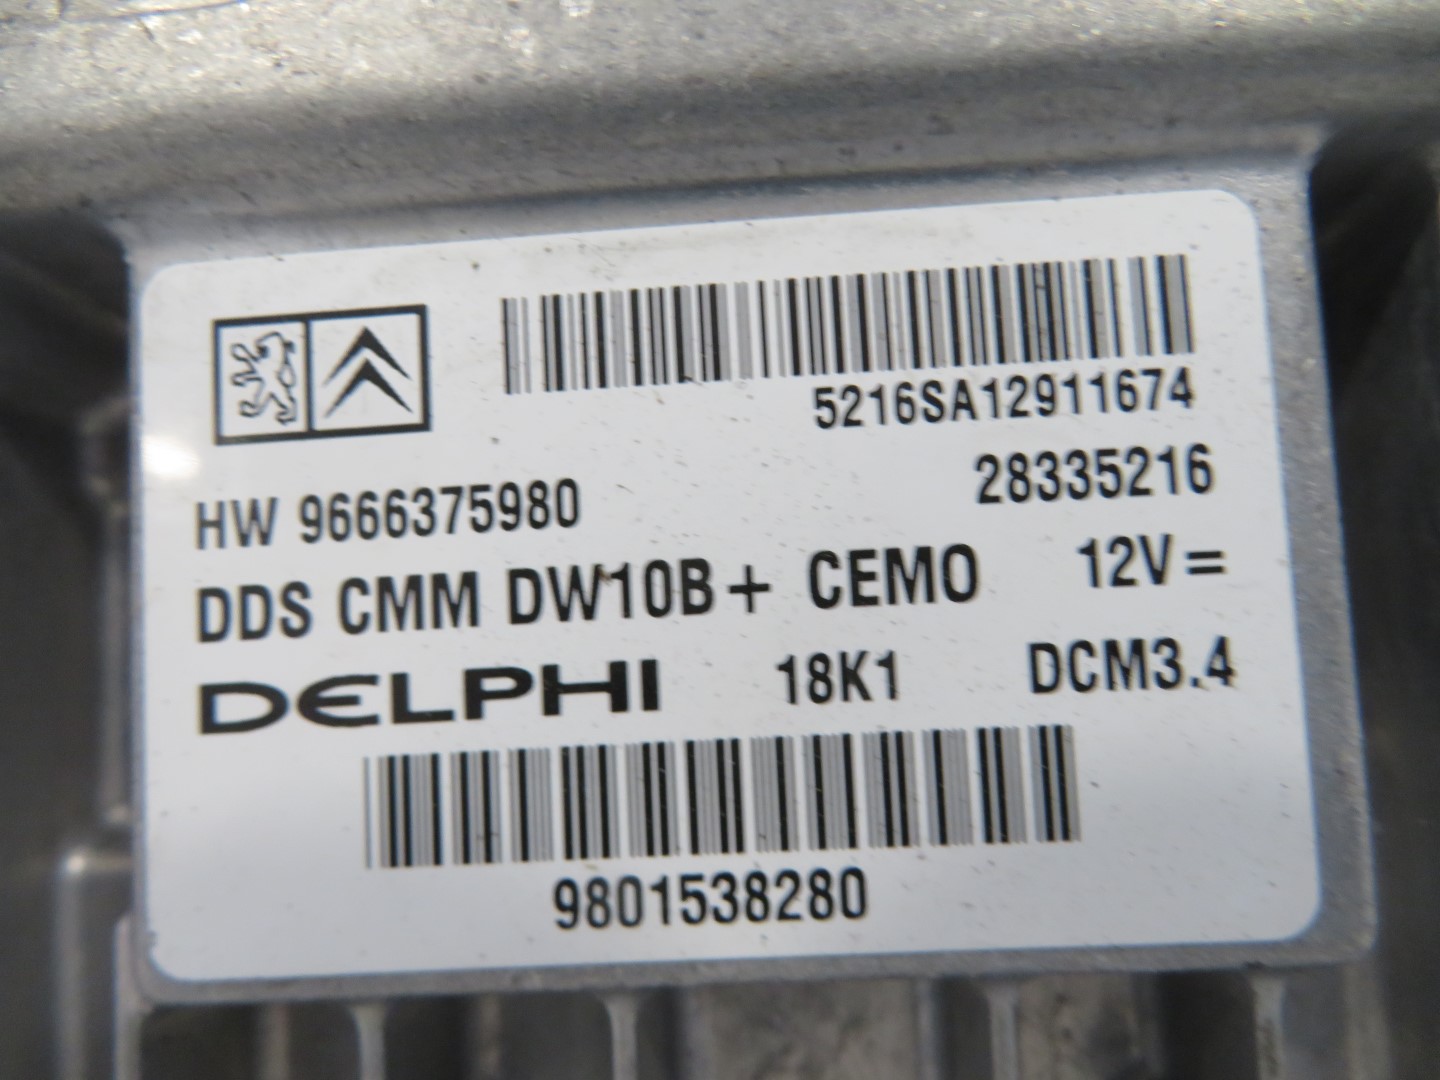 5216SA12911674
28335216
HW 9666375980
DDS CMM DW10B+ CEMO 12V=
DELPHI 18K1 DCM3.4
9801538280